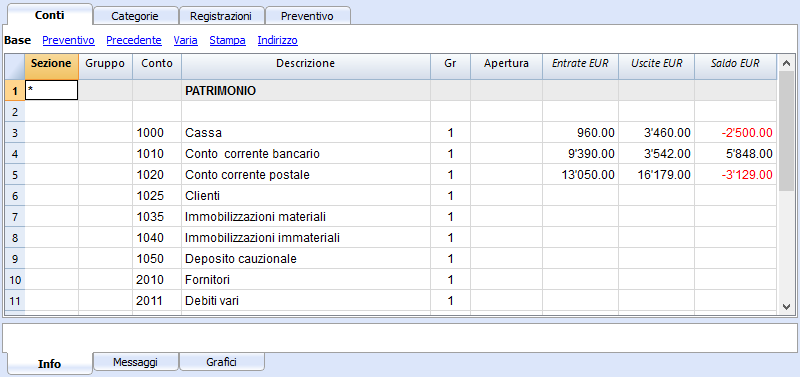 Conti Categorie Registrazioni Preventivo
Base Preventivo Precedente Varia Stampa Indirizzo
Sezione Gruppo Conto Descrizione Gr Apertura Entrate EUR Uscite EUR Saldo EUR
1 * PATRIMONIO
2
3 1000 Cassa 1 960.00 3'460.00 -2'500.00
4 1010 Conto corrente bancario 1 9'390.00 3'542.00 5'848.00
5 1020 Conto corrente postale 1 13'050.00 16'179.00 -3'129.00
6 1025 Clienti 1
7 1035 Immobilizzazioni materiali 1
8 1040 Immobilizzazioni immateriali 1
9 1050 Deposito cauzionale 1
10 2010 Fornitori 1
11 2011 Debiti vari 1
Info Messaggi Grafici